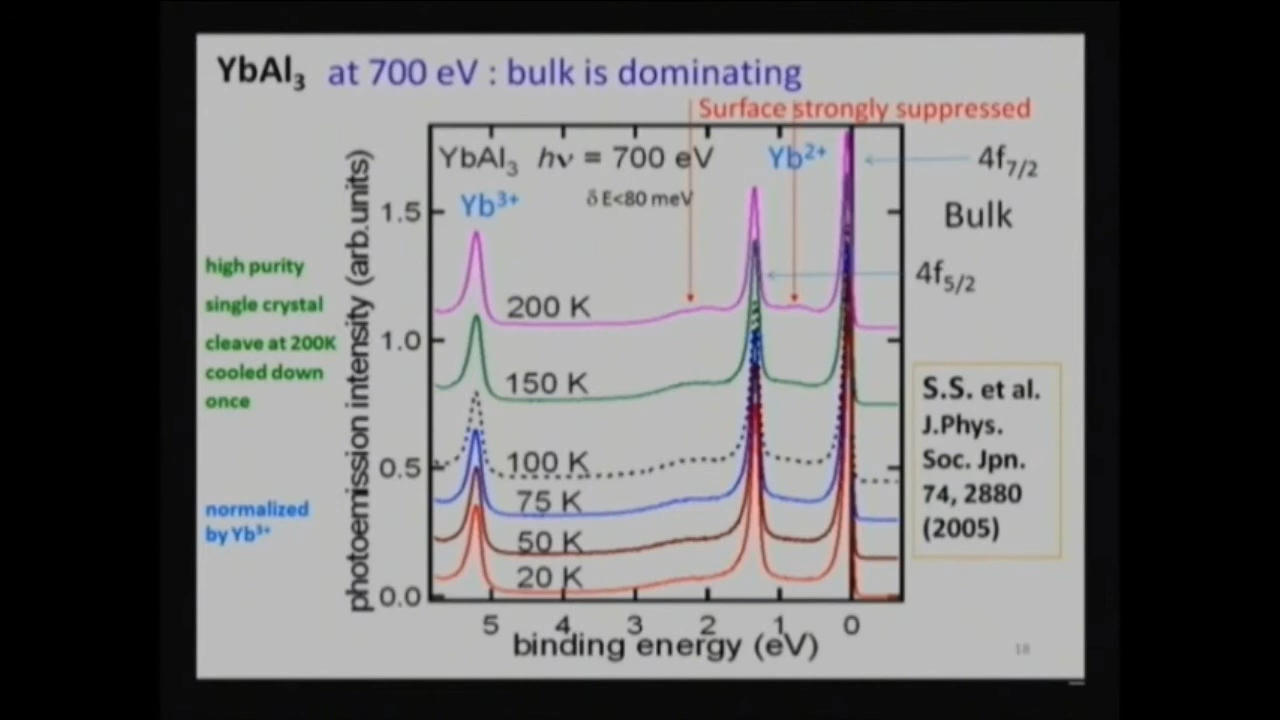 YbAl₃ at 700 eV : bulk is dominating
Surface strongly suppressed
YbAl₃ hν = 700 eV
Yb²⁺
4f₇/₂
δ E<80 meV
Yb³⁺
Bulk
4f₅/₂
high purity
single crystal
cleave at 200K
cooled down
once
normalized
by Yb³⁺
photoemission intensity (arb.units)
1.5
1.0
0.5
0.0
200 K
150 K
100 K
75 K
50 K
20 K
5 4 3 2 1 0
binding energy (eV)
S.S. et al.
J.Phys.
Soc. Jpn.
74, 2880
(2005)
18